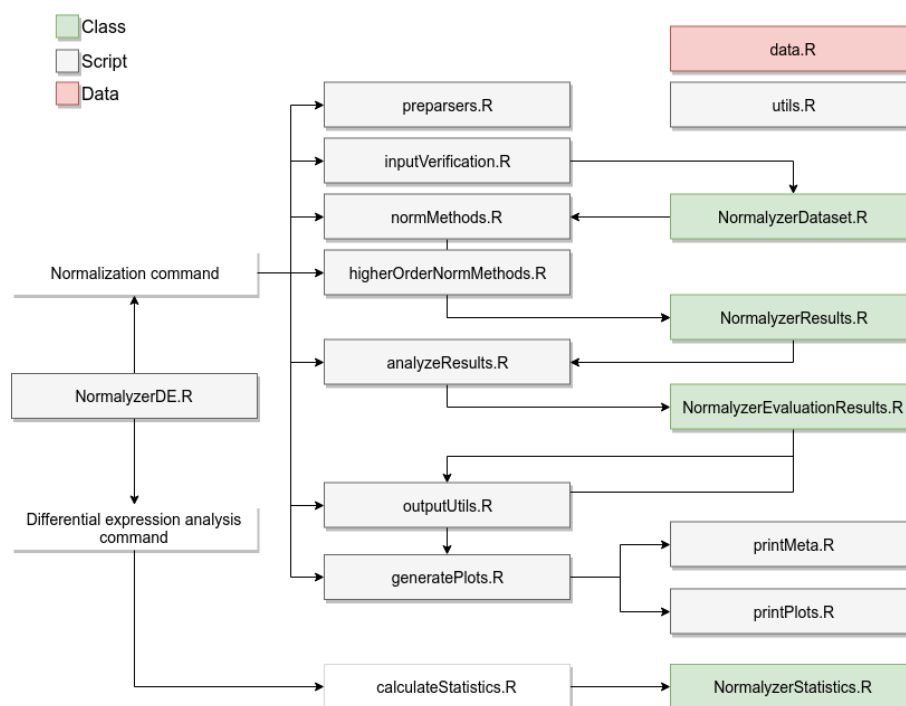 Class
Script
Data
data.R
preparsers.R
utils.R
inputVerification.R
normMethods.R
NormalyzerDataset.R
Normalization command
higherOrderNormMethods.R
NormalyzerResults.R
analyzeResults.R
NormalyzerDE.R
NormalyzerEvaluationResults.R
outputUtils.R
Differential expression analysis
command
printMeta.R
generatePlots.R
printPlots.R
calculateStatistics.R
NormalyzerStatistics.R